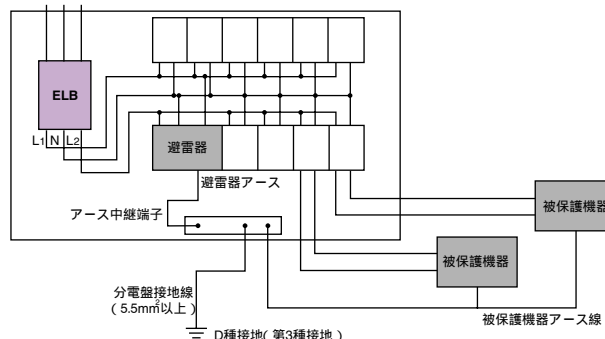 ELB
L1 N L2
避雷器
避雷器アース
アース中継端子
被保護機器
被保護機器
分電盤接地線
（5.5m㎡以上）
被保護機器アース線
D種接地（第3種接地）